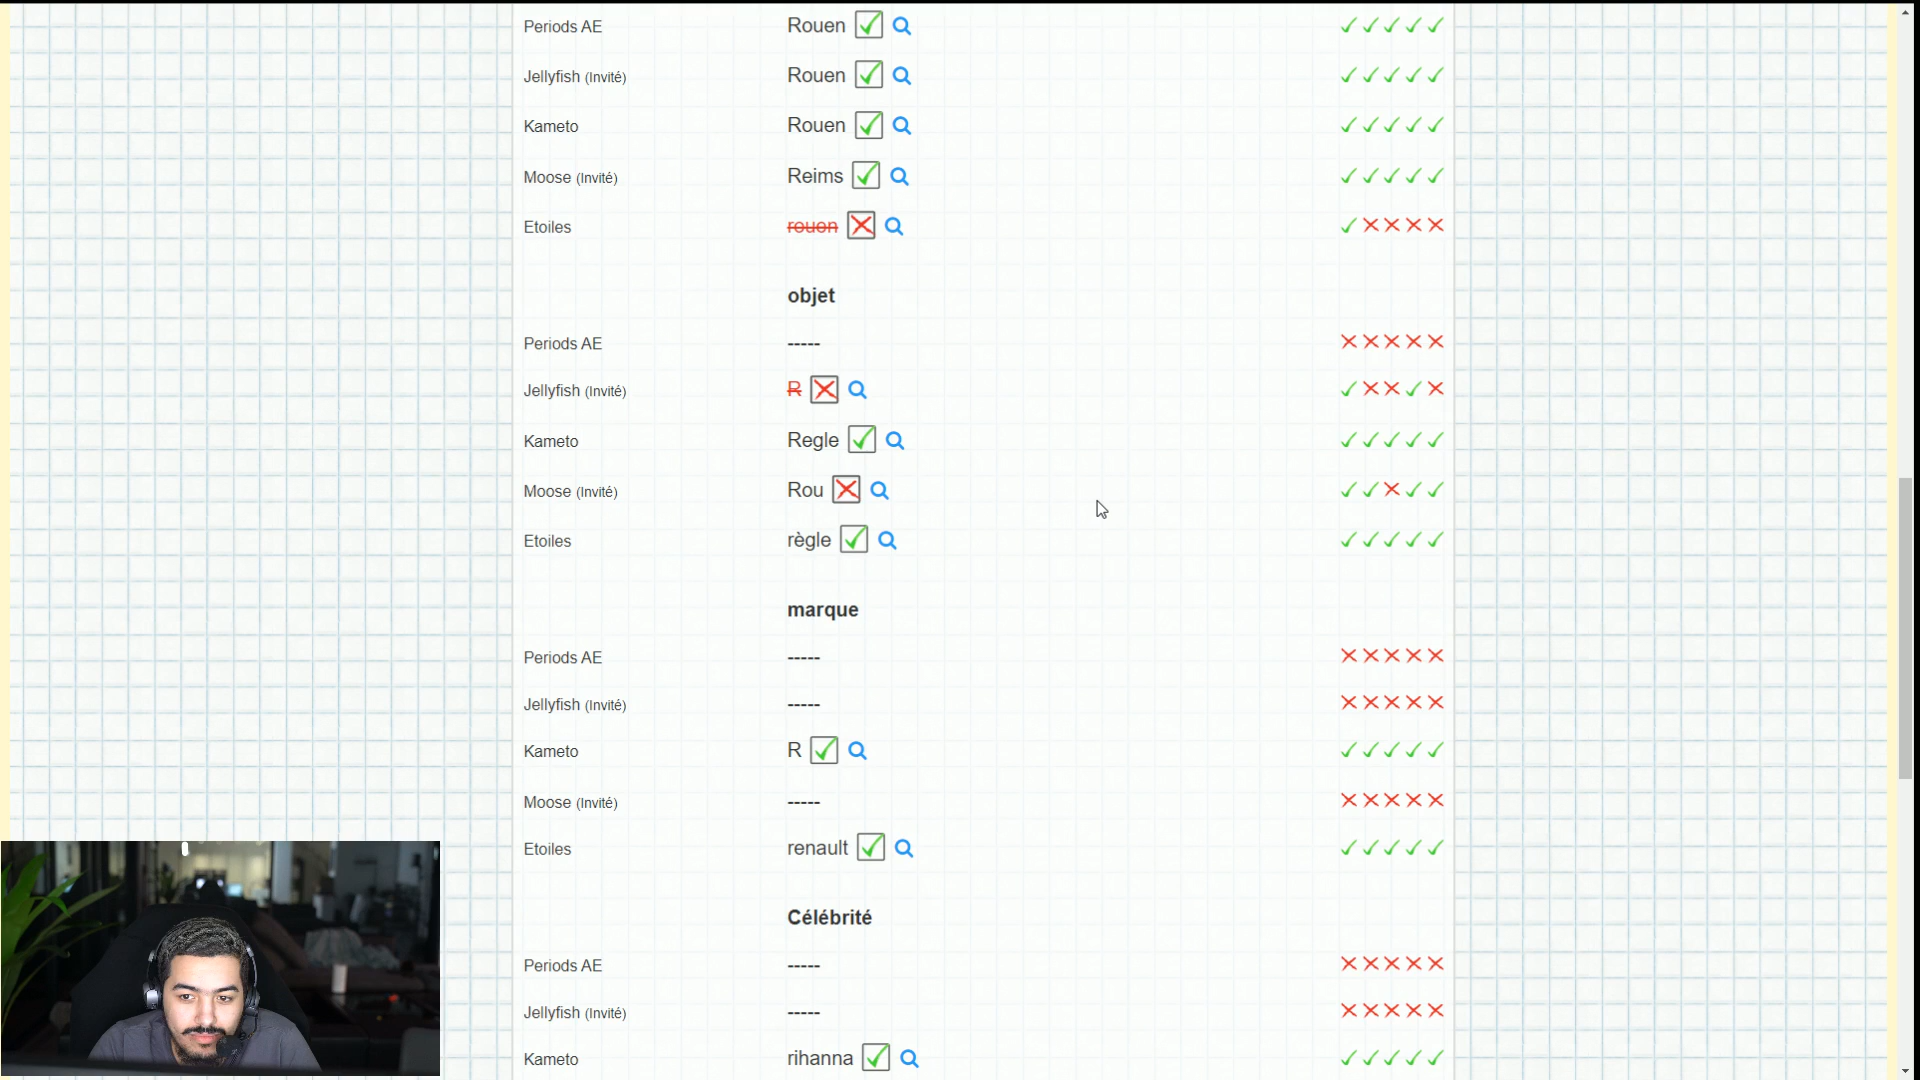 Periods AE Rouen
Jellyfish (Invité) Rouen
Kameto Rouen
Moose (Invité) Reims
Etoiles rouon
objet
Periods AE -----
Jellyfish (Invité) R
Kameto Regle
Moose (Invité) Rou
Etoiles règle
marque
Periods AE -----
Jellyfish (Invité) -----
Kameto R
Moose (Invité) -----
Etoiles renault
Célébrité
Periods AE -----
Jellyfish (Invité) -----
Kameto rihanna